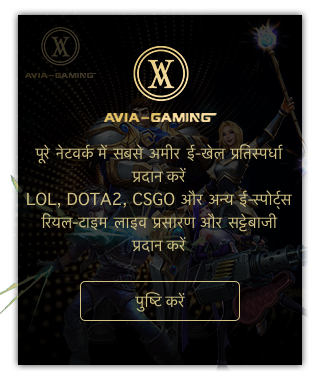 AVIA-GAMING
AVIA-GAMING
पूरे नेटवर्क में सबसे अमीर ई-खेल प्रतिस्पर्धा
प्रदान करें
LOL, DOTA2, CSGO और अन्य ई-स्पोर्ट्स
रियल-टाइम लाइव प्रसारण और सट्टेबाजी
प्रदान करें
पुष्टि करें